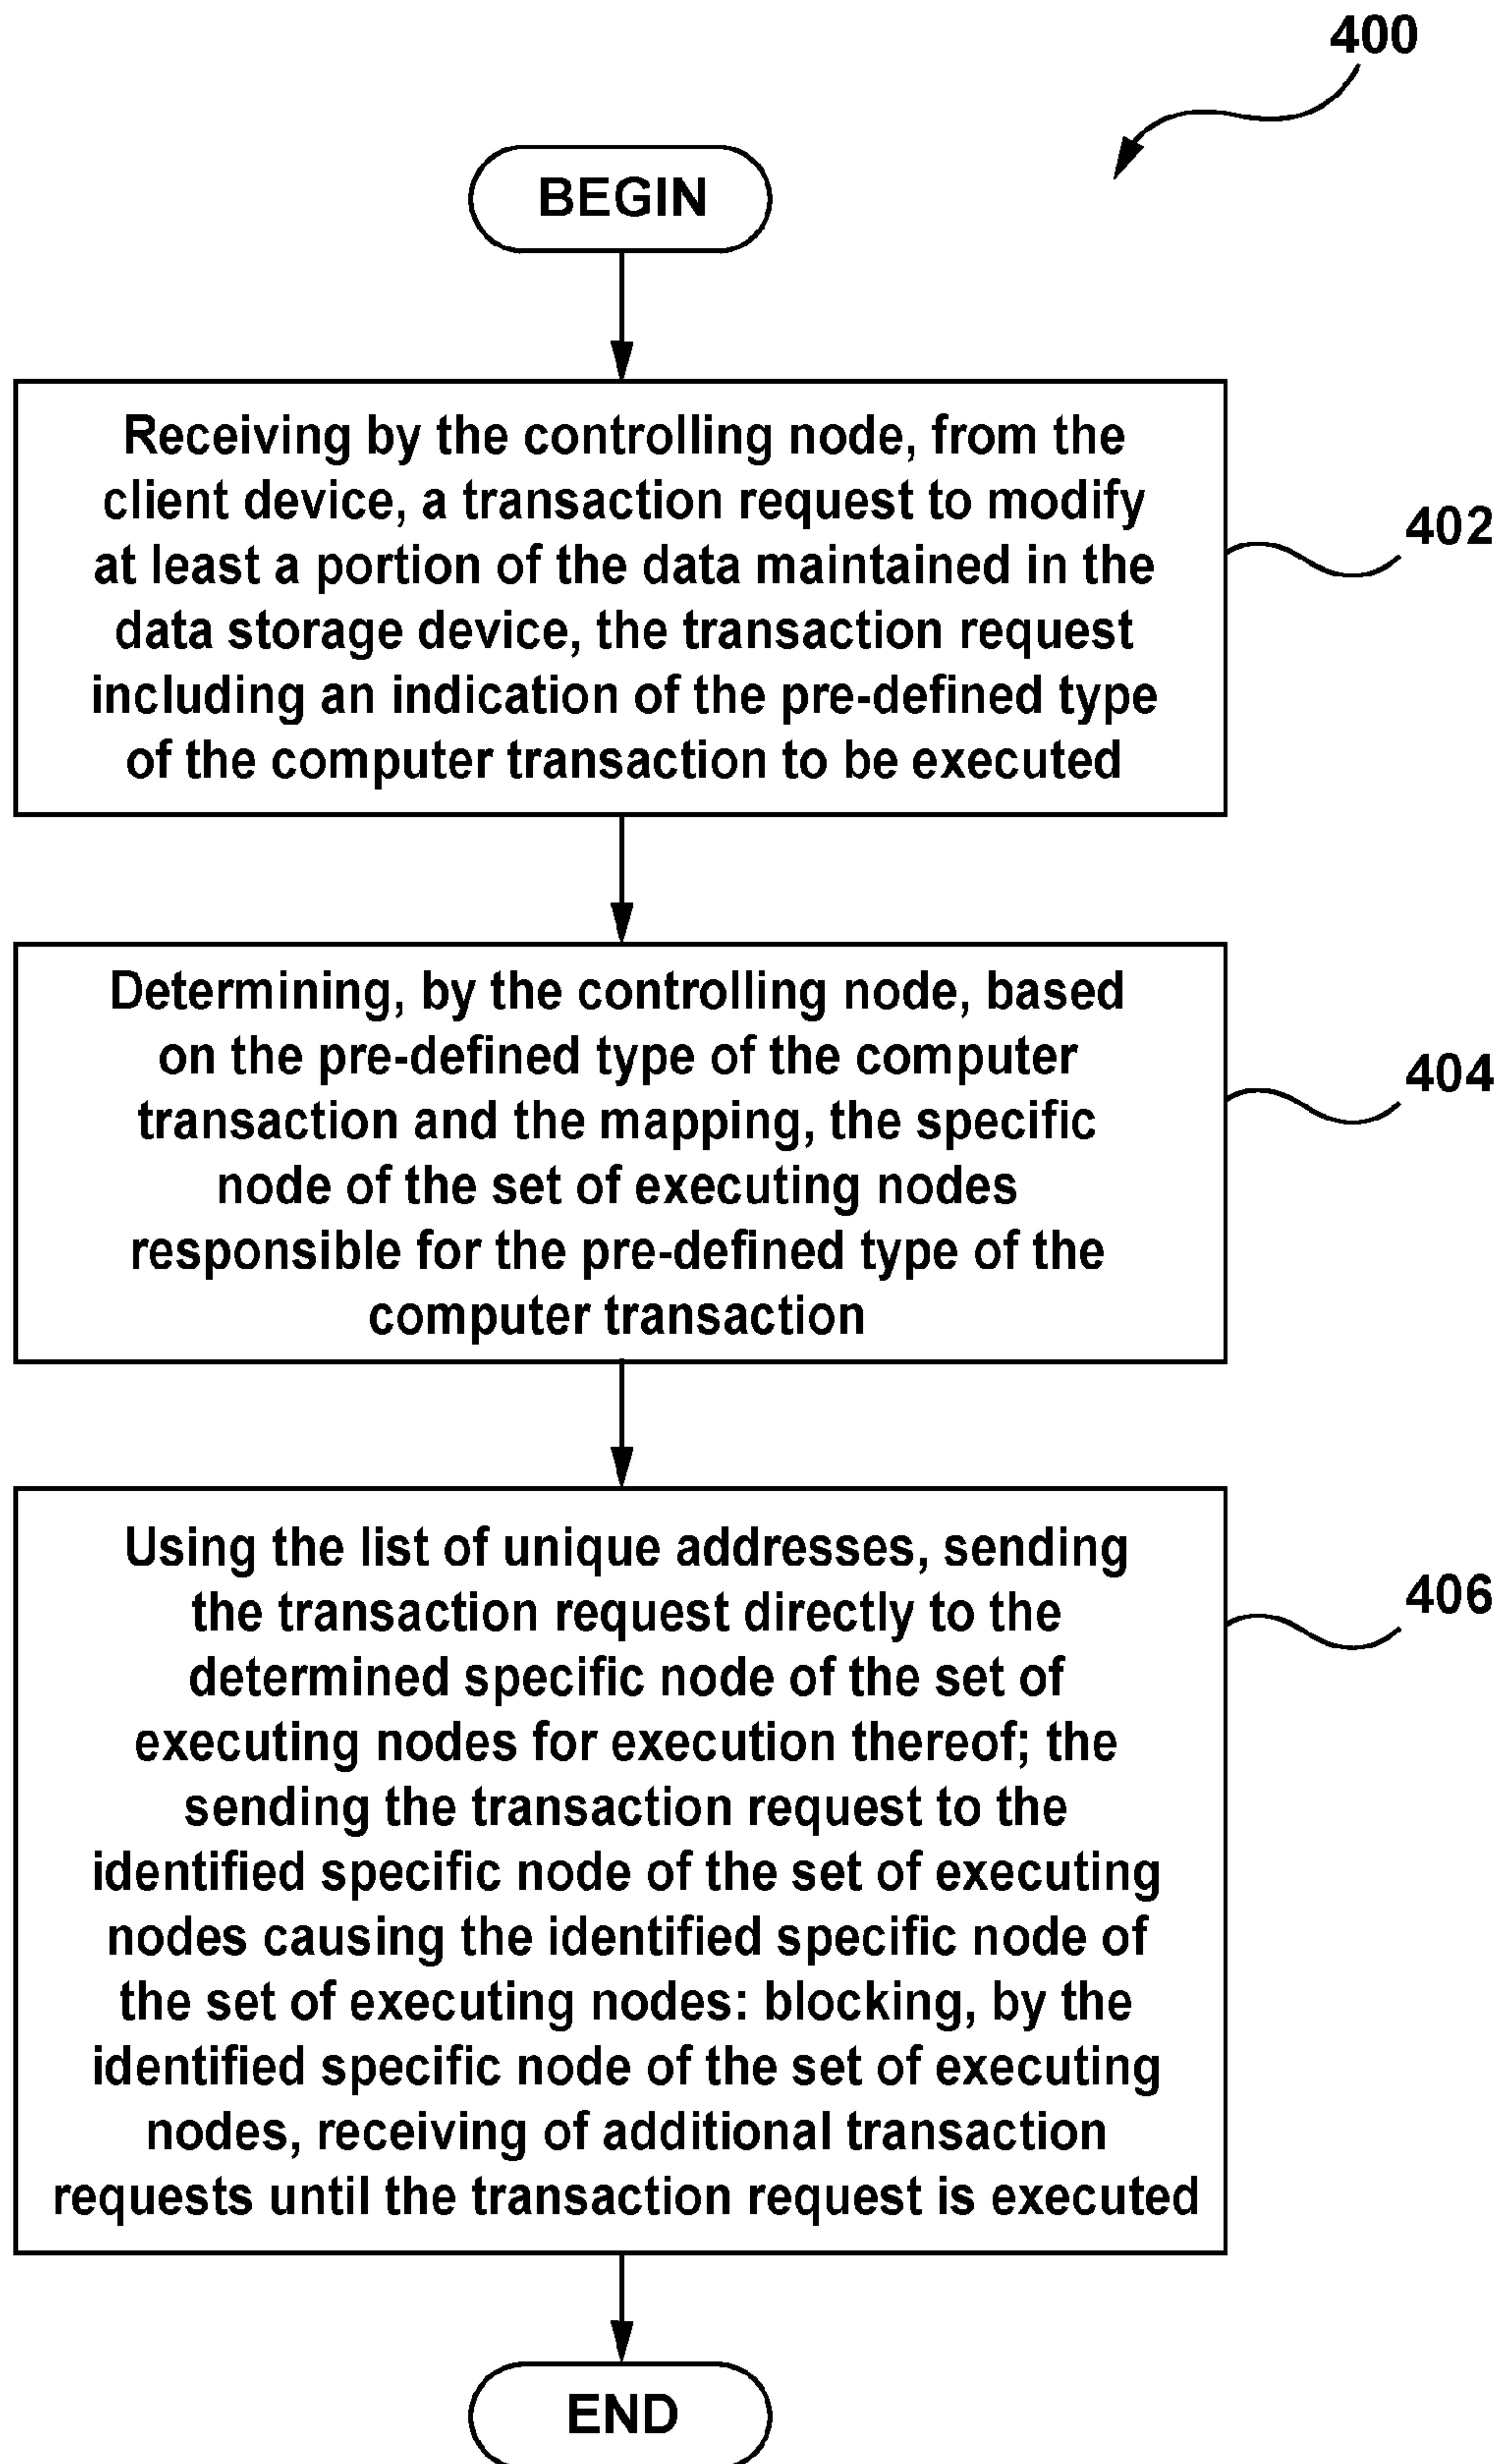 400
BEGIN
Receiving by the controlling node, from the
client device, a transaction request to modify
at least a portion of the data maintained in the
data storage device, the transaction request
including an indication of the pre-defined type
of the computer transaction to be executed
402
Determining, by the controlling node, based
on the pre-defined type of the computer
transaction and the mapping, the specific
node of the set of executing nodes
responsible for the pre-defined type of the
computer transaction
404
Using the list of unique addresses, sending
the transaction request directly to the
determined specific node of the set of
executing nodes for execution thereof; the
sending the transaction request to the
identified specific node of the set of executing
nodes causing the identified specific node of
the set of executing nodes: blocking, by the
identified specific node of the set of executing
nodes, receiving of additional transaction
requests until the transaction request is executed
406
END